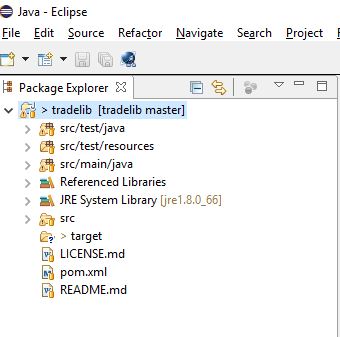 Java - Eclipse
File Edit Source Refactor Navigate Search Project
Package Explorer
> tradelib [tradelib master]
src/test/java
src/test/resources
src/main/java
Referenced Libraries
JRE System Library [jre1.8.0_66]
src
> target
LICENSE.md
pom.xml
README.md